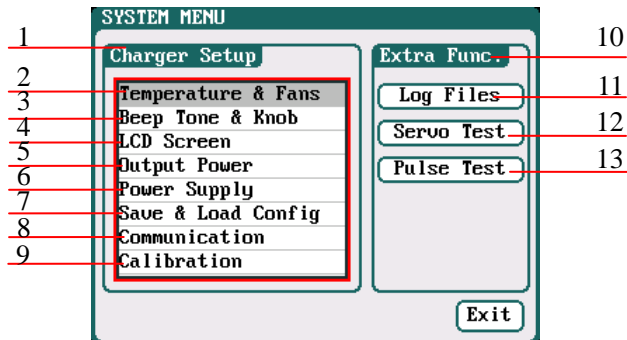 SYSTEM MENU
1 Charger Setup
2 Temperature & Fans
3 Beep Tone & Knob
4 LCD Screen
5 Output Power
6 Power Supply
7 Save & Load Config
8 Communication
9 Calibration
Extra Func. 10
Log Files 11
Servo Test 12
Pulse Test 13
Exit